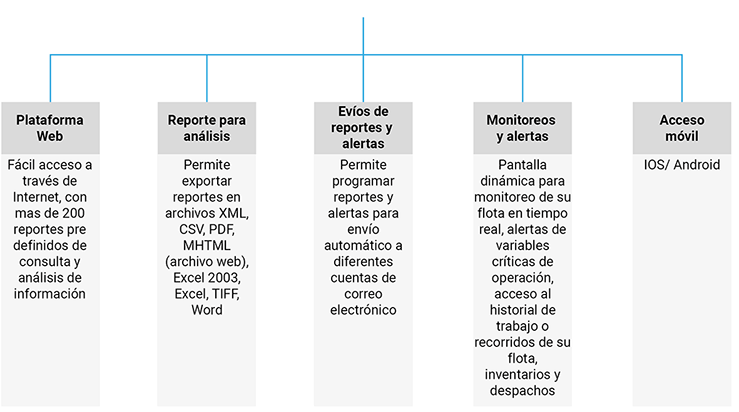 Plataforma
Web
Fácil acceso a
través de
Internet, con
mas de 200
reportes pre
definidos de
consulta y
análisis de
información
Reporte para
análisis
Permite
exportar
reportes en
archivos XML,
CSV, PDF,
MHTML
(archivo web),
Excel 2003,
Excel, TIFF,
Word
Evíos de
reportes y
alertas
Permite
programar
reportes y
alertas para
envío
automático a
diferentes
cuentas de
correo
electrónico
Monitoreos
y alertas
Pantalla
dinámica para
monitoreo de su
flota en tiempo
real, alertas de
variables
críticas de
operación,
acceso al
historial de
trabajo o
recorridos de su
flota,
inventarios y
despachos
Acceso
móvil
IOS/ Android